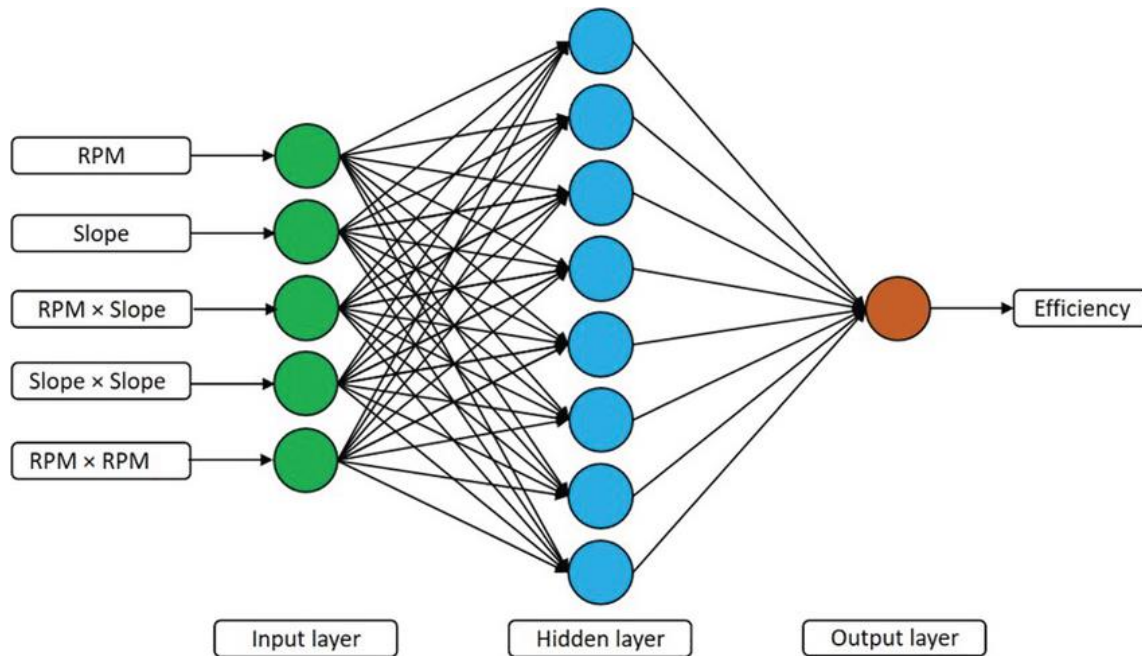 RPM
Slope
RPM × Slope
Slope × Slope
RPM × RPM
Efficiency
Input layer
Hidden layer
Output layer